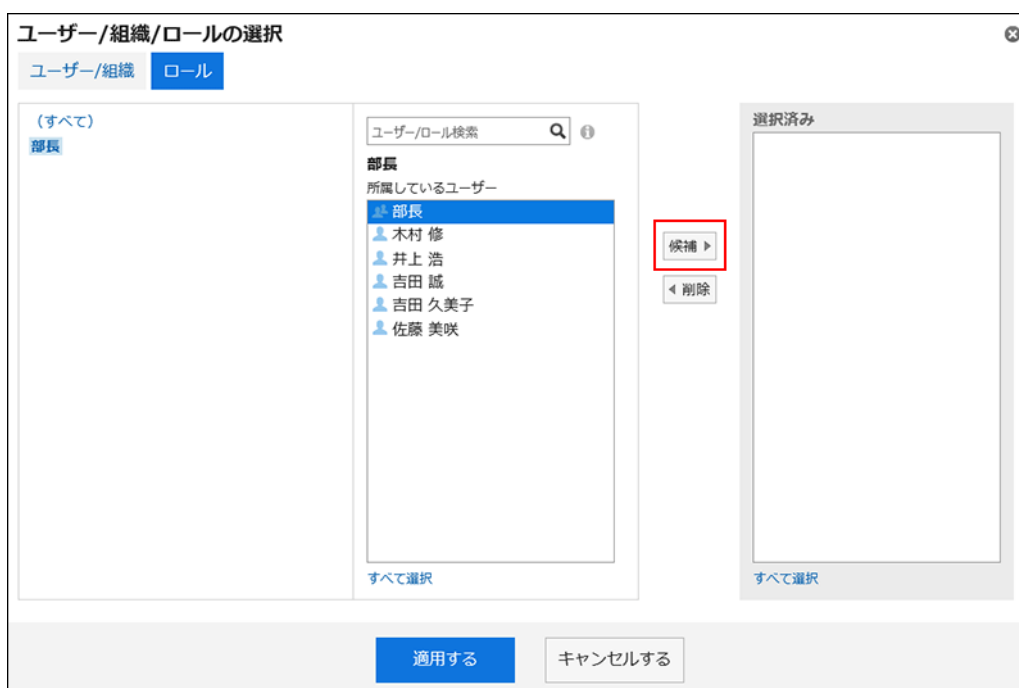 ユーザー/組織/ロールの選択
ユーザー/組織
ロール
(すべて)
部長
ユーザー/ロール検索
部長
所属しているユーザー
部長
木村 修
井上 浩
吉田 誠
吉田 久美子
佐藤 美咲
すべて選択
候補
削除
選択済み
すべて選択
適用する
キャンセルする